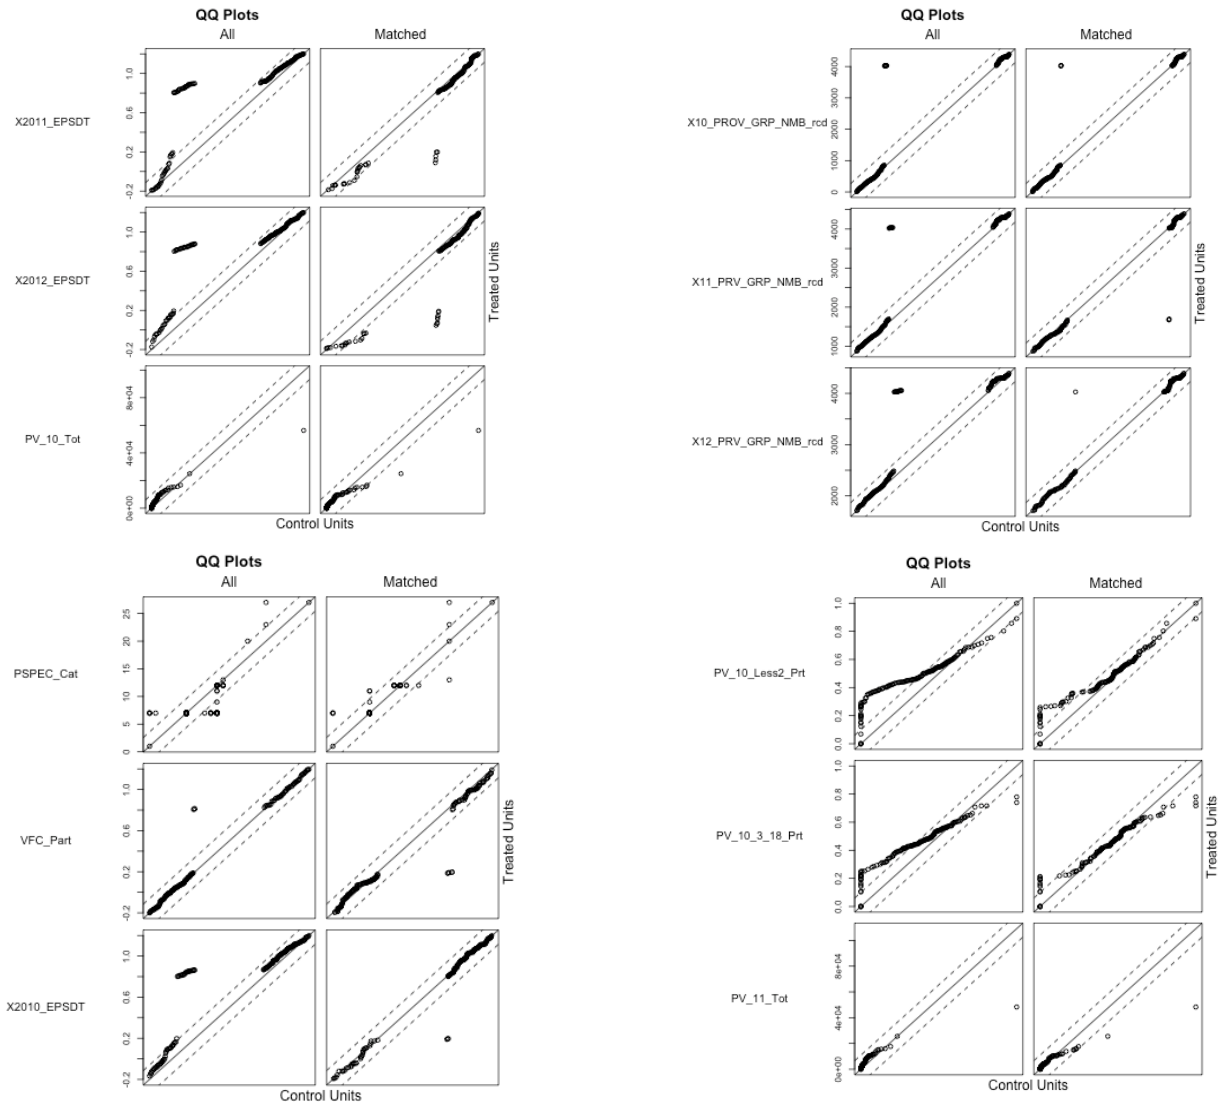 QQ Plots
All Matched
X2011_EPSDT
-0.2 0.2 0.6 1.0
X2012_EPSDT
-0.2 0.2 0.6 1.0
PV_10_Tot
0e+00 4e+04 8e+04
Treated Units
Control Units
QQ Plots
All Matched
X10_PROV_GRP_NMB_rcd
0 1000 2000 3000 4000
X11_PRV_GRP_NMB_rcd
1000 2000 3000 4000
X12_PRV_GRP_NMB_rcd
2000 3000 4000
Treated Units
Control Units
QQ Plots
All Matched
PSPEC_Cat
0 5 10 15 20 25
VFC_Part
-0.2 0.2 0.6 1.0
X2010_EPSDT
-0.2 0.2 0.6 1.0
Treated Units
Control Units
QQ Plots
All Matched
PV_10_Less2_Prt
0.0 0.2 0.4 0.6 0.8 1.0
PV_10_3_18_Prt
0.0 0.2 0.4 0.6 0.8 1.0
PV_11_Tot
0e+00 4e+04 8e+04
Treated Units
Control Units